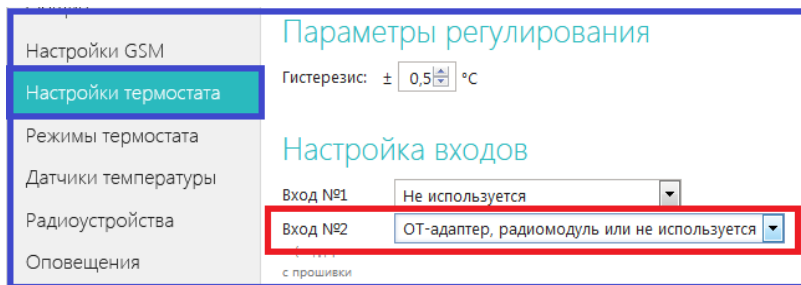 Настройки GSM
Настройки термостата
Режимы термостата
Датчики температуры
Радиоустройства
Оповещения
Параметры регулирования
Гистерезис: ± 0,5 °C
Настройка входов
Вход №1 Не используется
Вход №2 ОТ-адаптер, радиомодуль или не используется
с прошивки